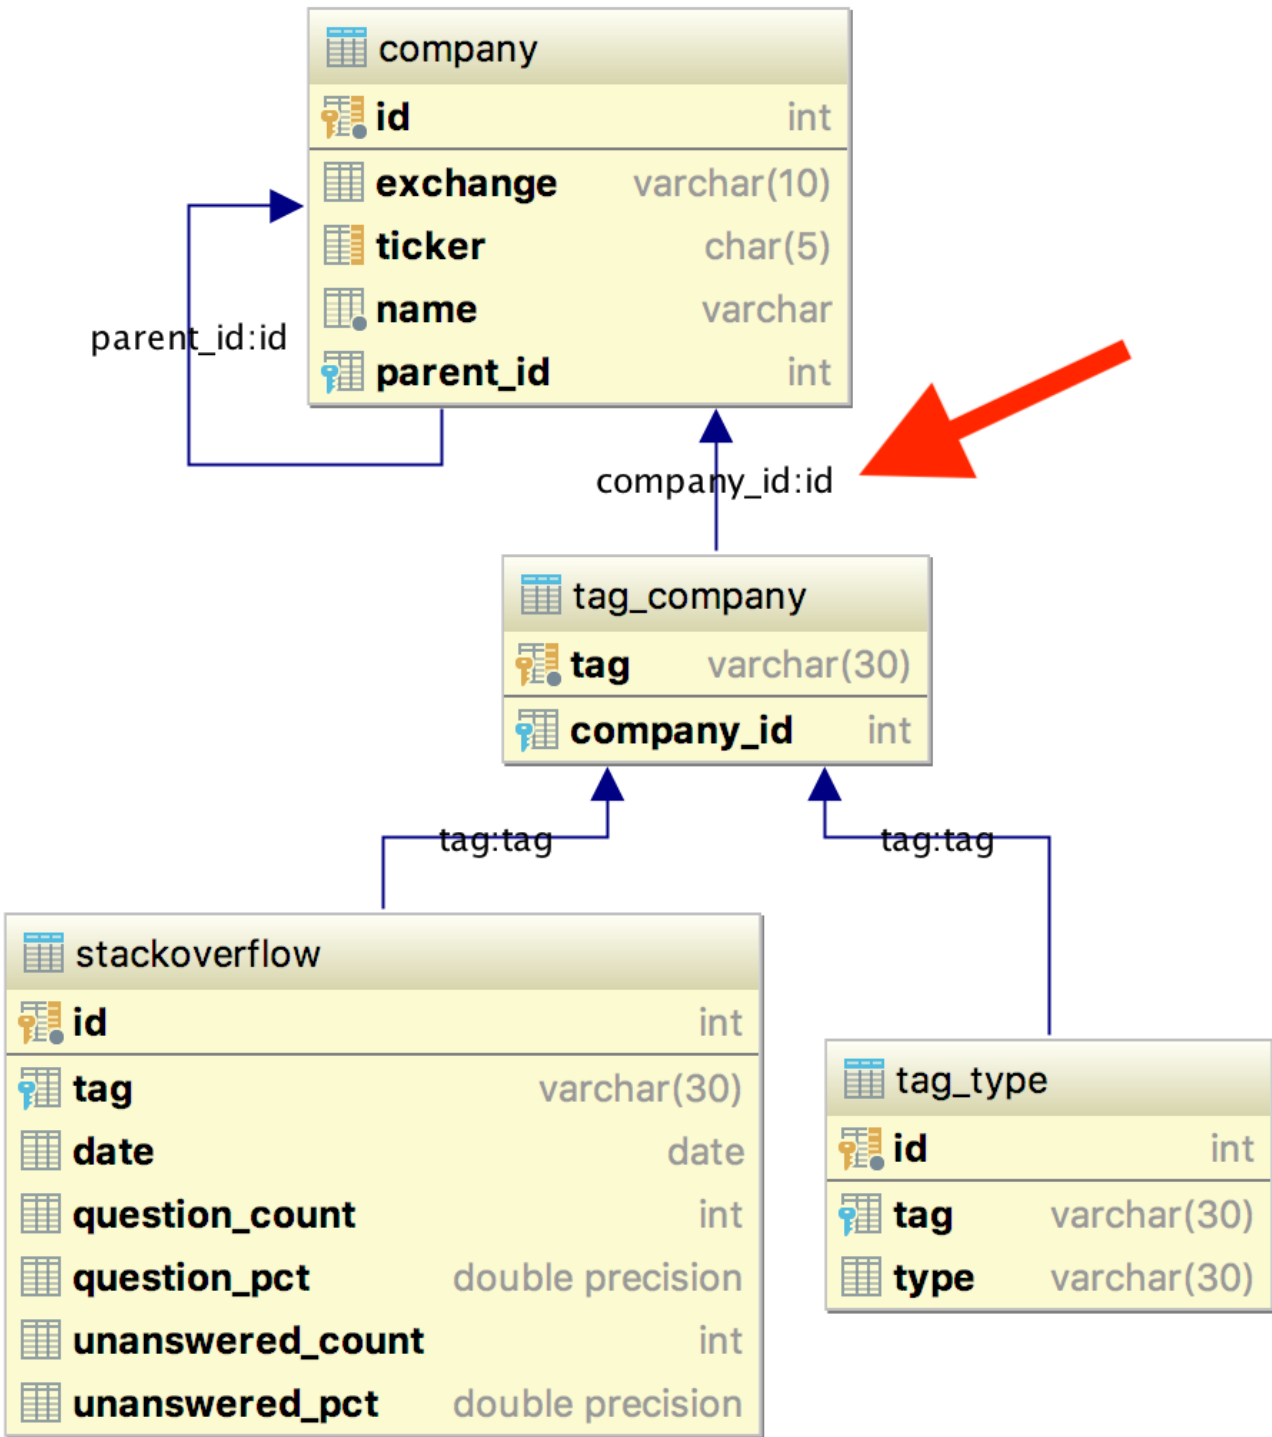 company
id int
exchange varchar(10)
ticker char(5)
name varchar
parent_id int
parent_id:id
company_id:id
tag_company
tag varchar(30)
company_id int
tag:tag
tag:tag
stackoverflow
id int
tag varchar(30)
date date
question_count int
question_pct double precision
unanswered_count int
unanswered_pct double precision
tag_type
id int
tag varchar(30)
type varchar(30)